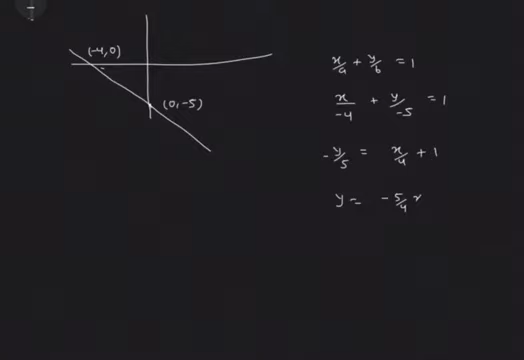 (-4,0)
(0,-5)
x/a + y/b = 1
x/-4 + y/-5 = 1
-y/5 = x/4 + 1
y = -5/4 x